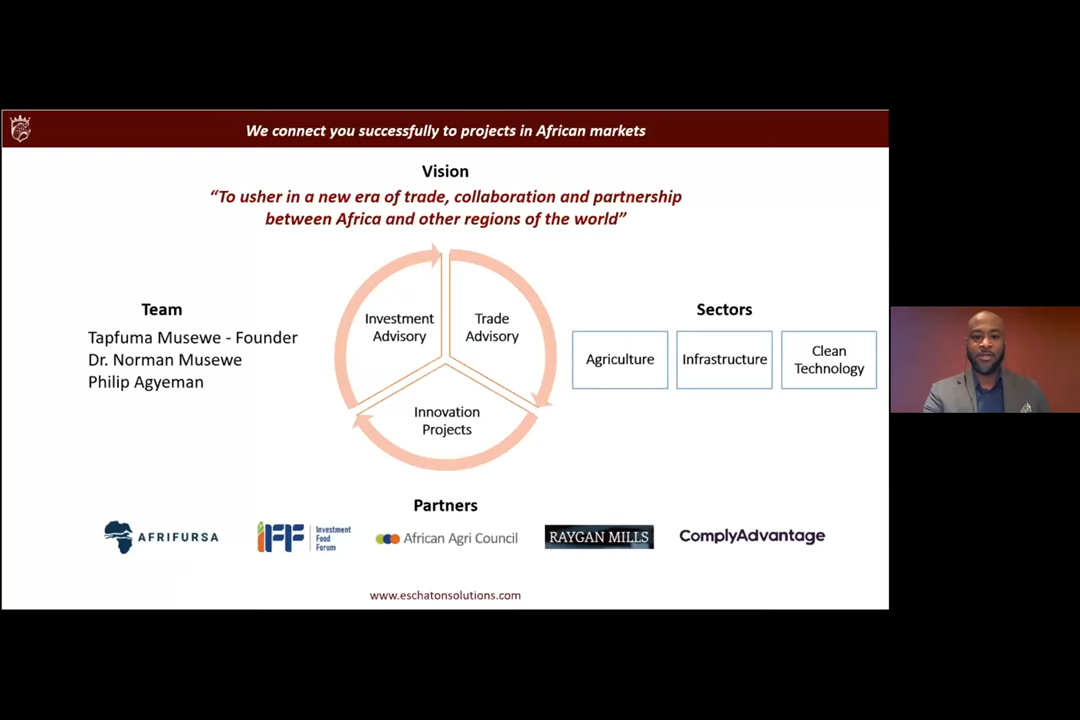 We connect you successfully to projects in African markets
Vision
“To usher in a new era of trade, collaboration and partnership
between Africa and other regions of the world”
Team
Tapfuma Musewe - Founder
Dr. Norman Musewe
Philip Agyeman
Investment
Advisory
Trade
Advisory
Innovation
Projects
Sectors
Agriculture
Infrastructure
Clean
Technology
Partners
AFRIFURSA
iFF
Investment
Food
Forum
African Agri Council
RAYGAN MILLS
ComplyAdvantage
www.eschatonsolutions.com